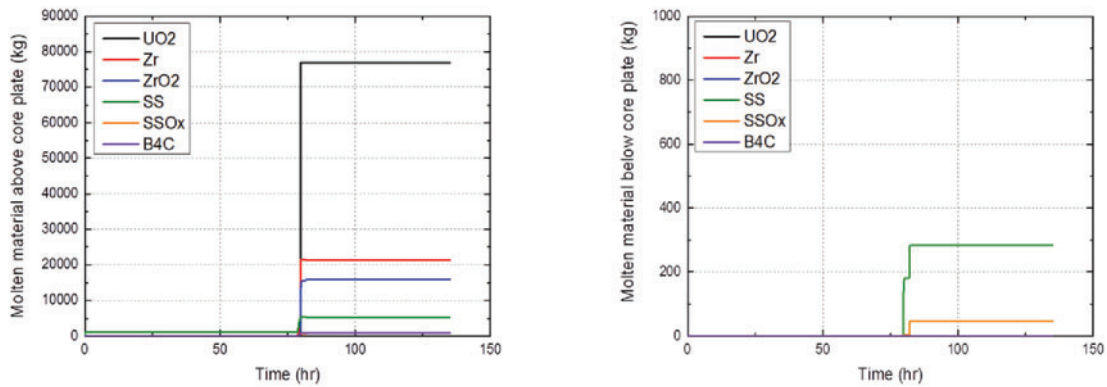 Molten material above core plate (kg)
90000
80000
70000
60000
50000
40000
30000
20000
10000
0
UO2
Zr
ZrO2
SS
SSOx
B4C
0
50
100
150
Time (hr)
Molten material below core plate (kg)
1000
800
600
400
200
0
UO2
Zr
ZrO2
SS
SSOx
B4C
0
50
100
150
Time (hr)